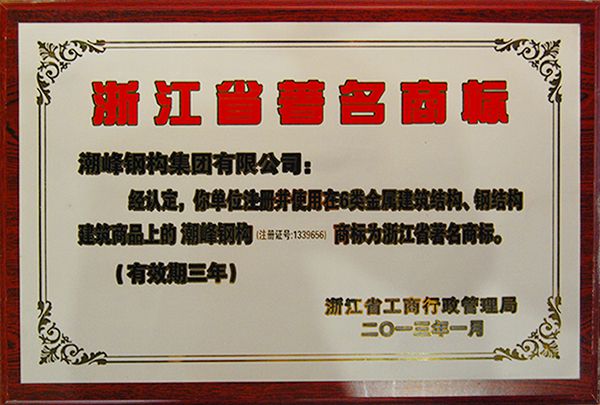 浙江省著名商标
潮峰钢构集团有限公司：
经认定，你单位注册并使用在6类金属建筑结构、钢结构
建筑商品上的 潮峰钢构 (注册证号:1339656) 商标为浙江省著名商标。
（有效期三年）
浙江省工商行政管理局
二〇一三年一月